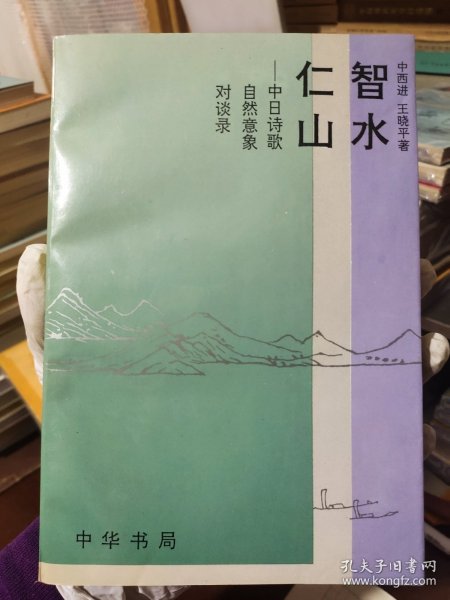 中西进 王晓平著
智水
仁山
—中日诗歌
自然意象
对谈录
中华书局
孔夫子旧书网
www.kongfz.com